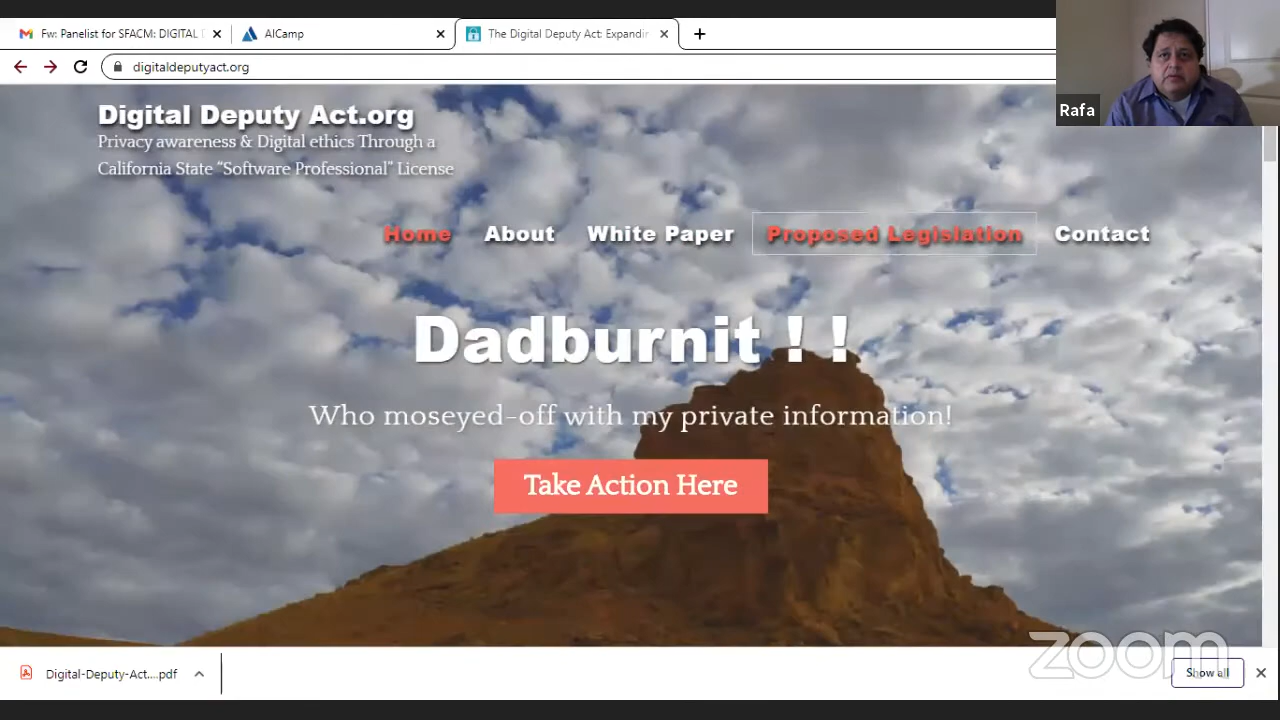 Fw: Panelist for SFACM: DIGITAL
AICamp
The Digital Deputy Act: Expandin
digitaldeputyact.org
Rafa
Digital Deputy Act.org
Privacy awareness & Digital ethics Through a
California State “Software Professional” License
Home About White Paper Proposed Legislation Contact
Dadburnit ! !
Who moseyed-off with my private information!
Take Action Here
zoom
Digital-Deputy-Act....pdf
Show all